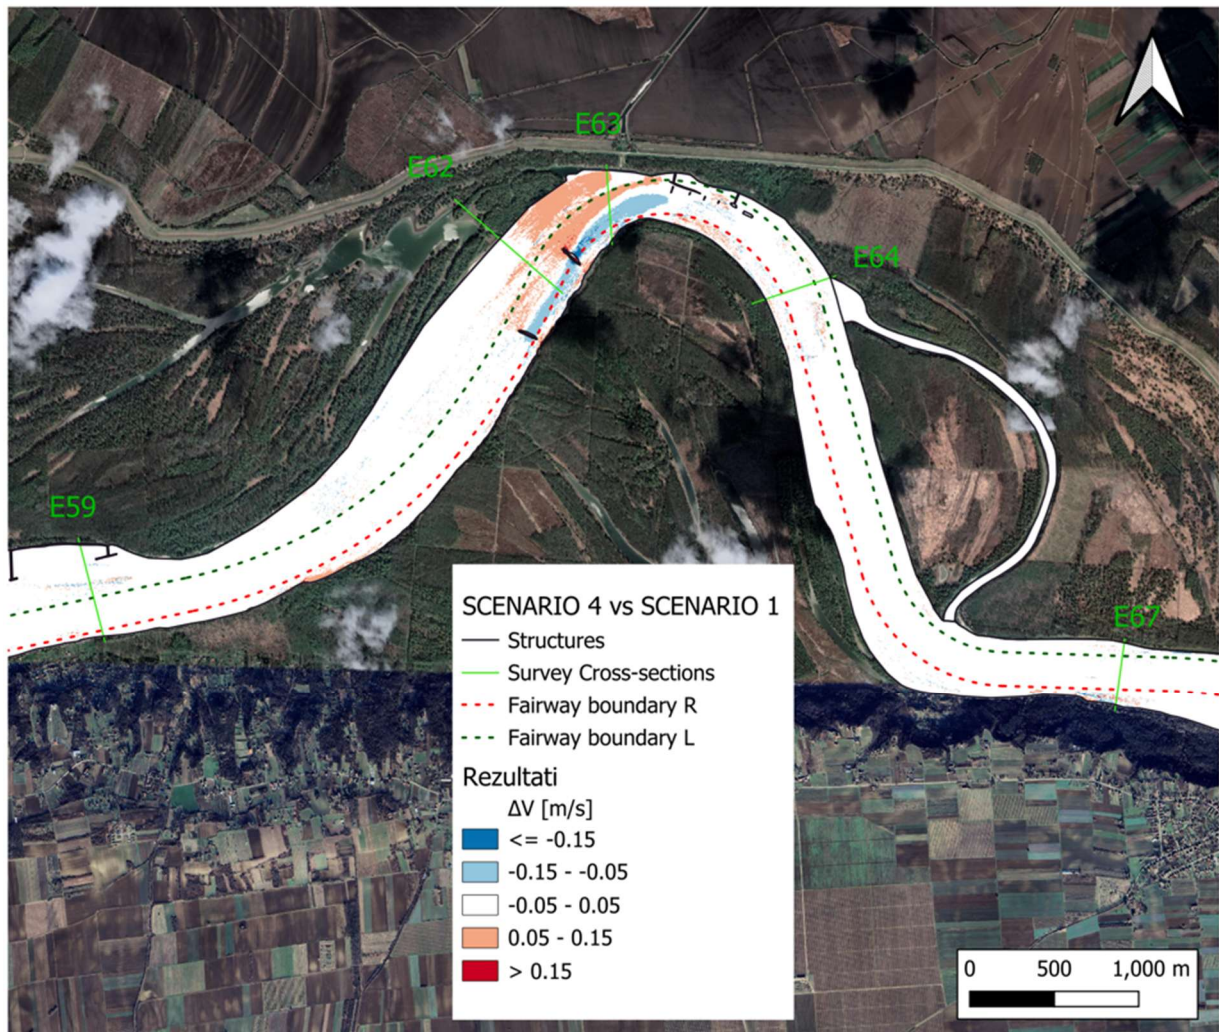 E63
E62
E64
E59
E67
SCENARIO 4 vs SCENARIO 1
Structures
Survey Cross-sections
Fairway boundary R
Fairway boundary L
Rezultati
ΔV [m/s]
<= -0.15
-0.15 - -0.05
-0.05 - 0.05
0.05 - 0.15
> 0.15
0 500 1,000 m